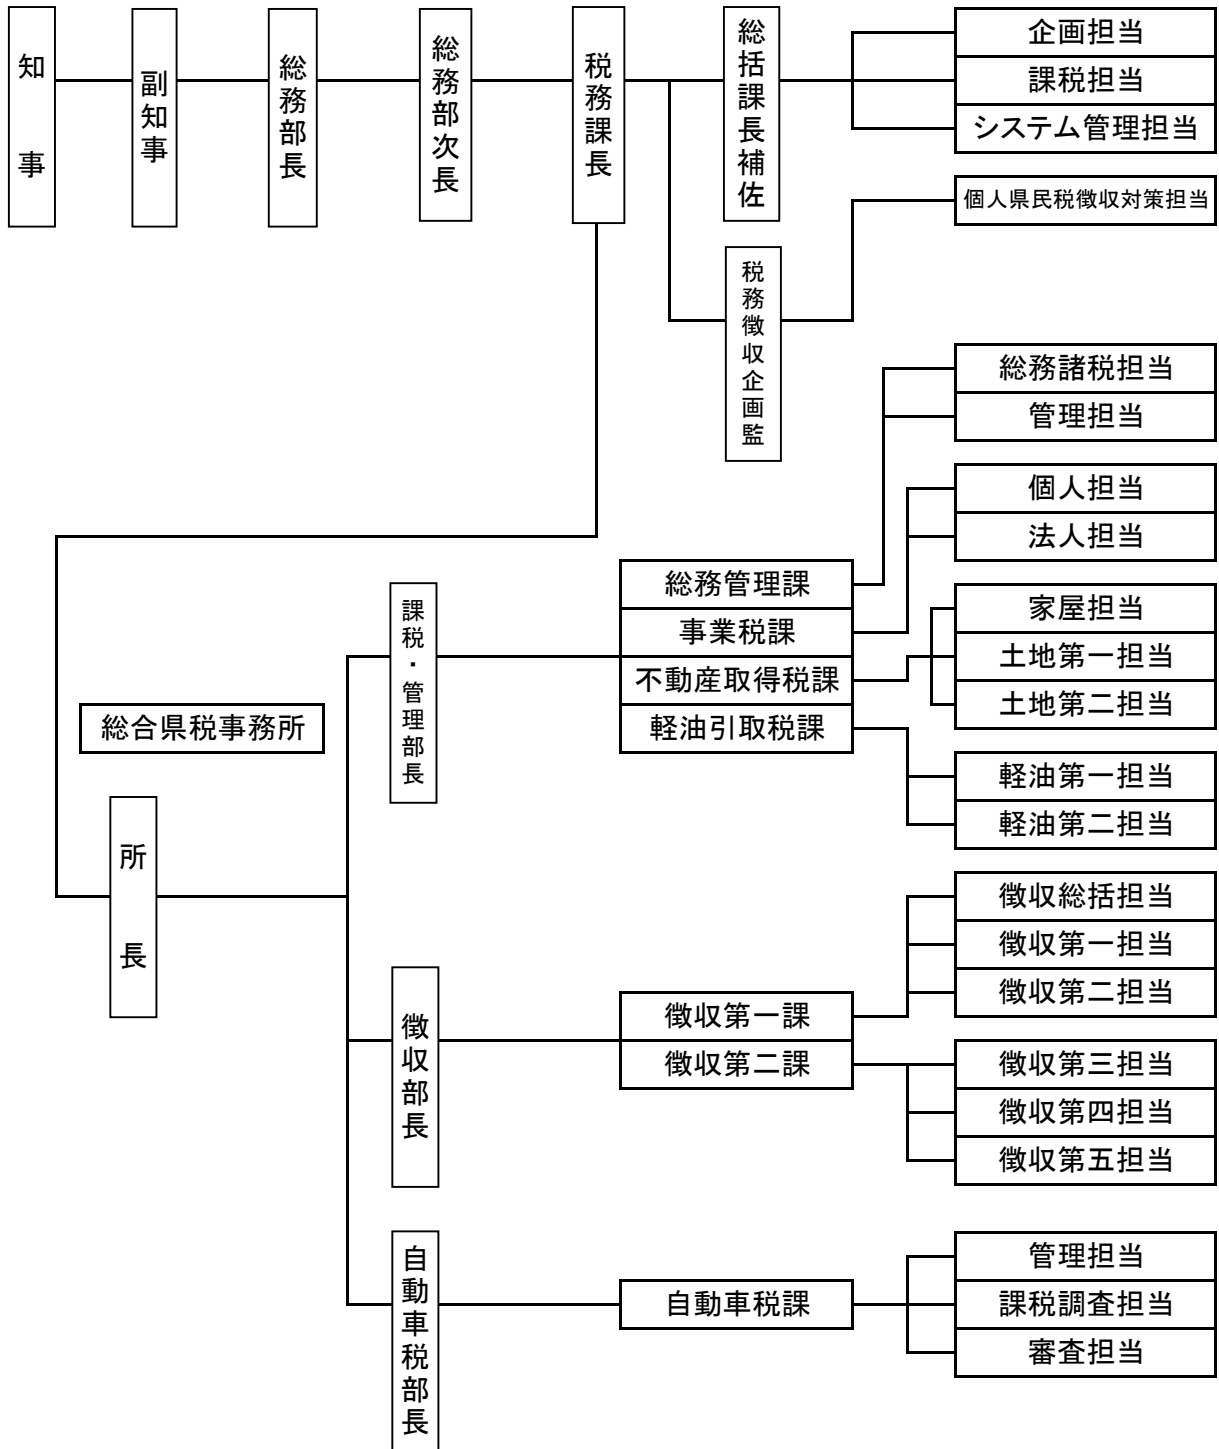 知事
副知事
総務部長
総務部次長
税務課長
総括課長補佐
企画担当
課税担当
システム管理担当
税務徴収企画監
個人県民税徴収対策担当
総合県税事務所
所長
課税・管理部長
総務管理課
事業税課
不動産取得税課
軽油引取税課
総務諸税担当
管理担当
個人担当
法人担当
家屋担当
土地第一担当
土地第二担当
軽油第一担当
軽油第二担当
徴収部長
徴収第一課
徴収第二課
徴収総括担当
徴収第一担当
徴収第二担当
徴収第三担当
徴収第四担当
徴収第五担当
自動車税部長
自動車税課
管理担当
課税調査担当
審査担当